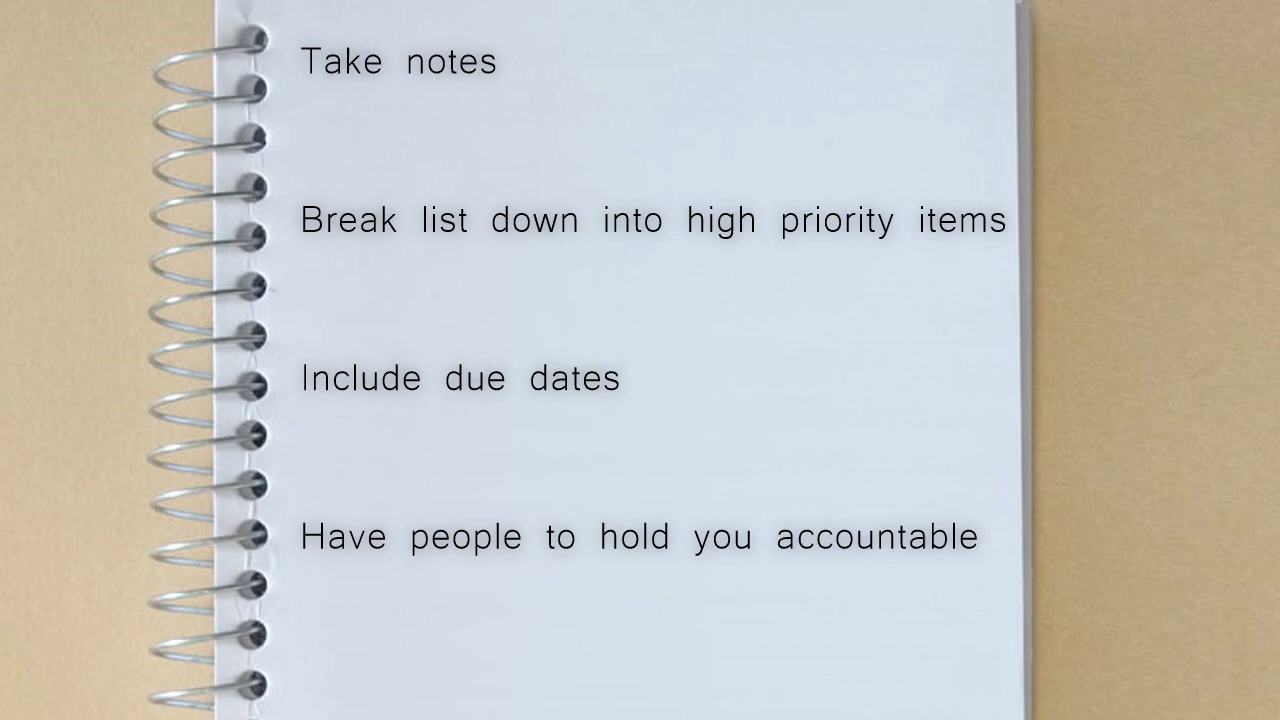 Take notes
Break list down into high priority items
Include due dates
Have people to hold you accountable